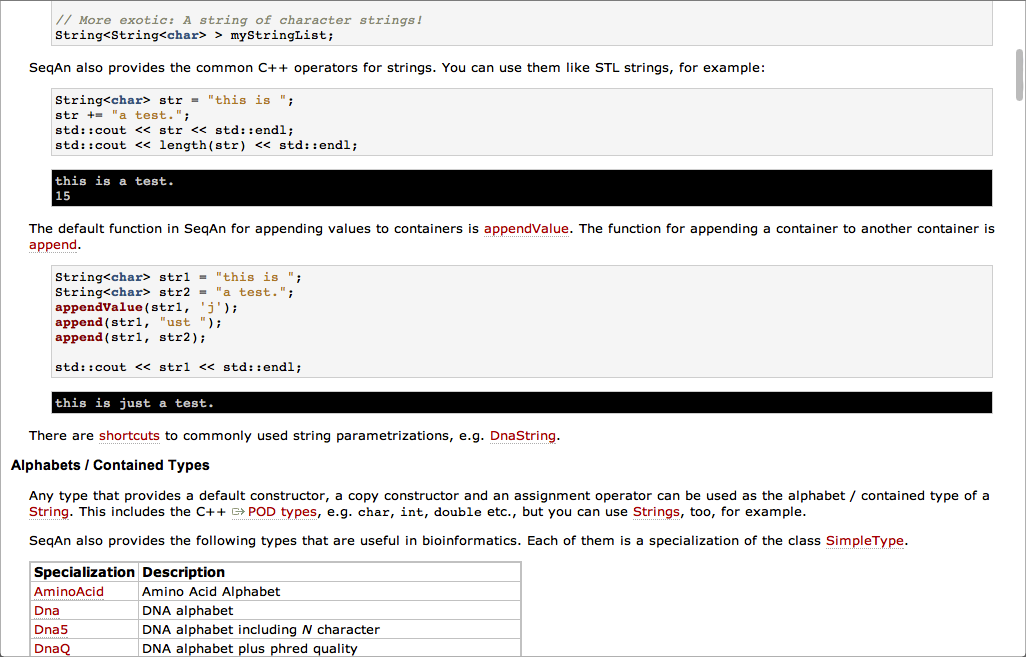 // More exotic: A string of character strings!
String<String<char> > myStringList;
SeqAn also provides the common C++ operators for strings. You can use them like STL strings, for example:
String<char> str = "this is ";
str += "a test.";
std::cout << str << std::endl;
std::cout << length(str) << std::endl;
this is a test.
15
The default function in SeqAn for appending values to containers is appendValue. The function for appending a container to another container is
append.
String<char> str1 = "this is ";
String<char> str2 = "a test.";
appendValue(str1, 'j');
append(str1, "ust ");
append(str1, str2);
std::cout << str1 << std::endl;
this is just a test.
There are shortcuts to commonly used string parametrizations, e.g. DnaString.
Alphabets / Contained Types
Any type that provides a default constructor, a copy constructor and an assignment operator can be used as the alphabet / contained type of a
String. This includes the C++ POD types, e.g. char, int, double etc., but you can use Strings, too, for example.
SeqAn also provides the following types that are useful in bioinformatics. Each of them is a specialization of the class SimpleType.
Specialization Description
AminoAcid Amino Acid Alphabet
Dna DNA alphabet
Dna5 DNA alphabet including N character
DnaQ DNA alphabet plus phred quality